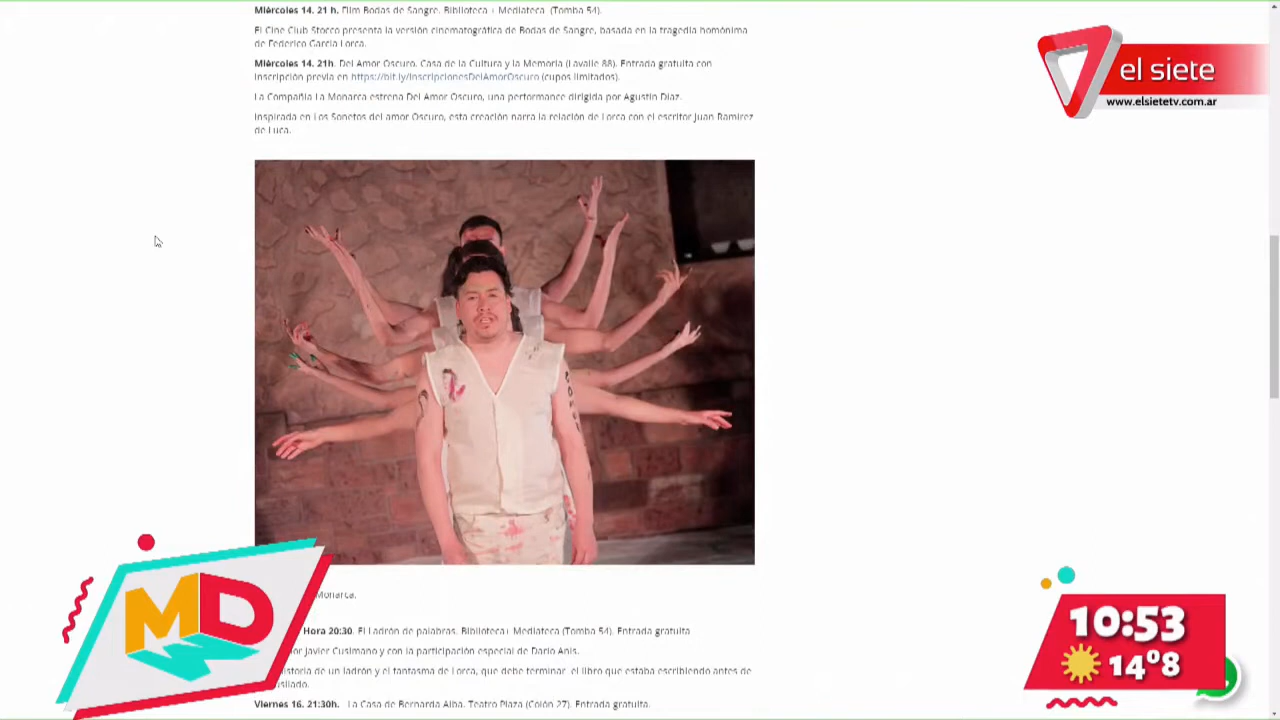 Miércoles 14. 21 h. Film Bodas de Sangre. Biblioteca + Mediateca (Tomba 54).
El Cine Club Stocco presenta la versión cinematográfica de Bodas de Sangre, basada en la tragedia homónima
de Federico García Lorca.
Miércoles 14. 21h. Del Amor Oscuro. Casa de la Cultura y la Memoria (Lavalle 88). Entrada gratuita con
inscripción previa en https://bit.ly/InscripcionesDelAmorOscuro (cupos limitados).
La Compañía La Monarca estrena Del Amor Oscuro, una performance dirigida por Agustín Díaz.
Inspirada en Los Sonetos del amor Oscuro, esta creación narra la relación de Lorca con el escritor Juan Ramírez
de Luca.
el siete
www.elsietetv.com.ar
Monarca.
Hora 20:30. El Ladrón de palabras. Biblioteca+ Mediateca (Tomba 54). Entrada gratuita
por Javier Cusimano y con la participación especial de Darío Anís.
historia de un ladrón y el fantasma de Lorca, que debe terminar el libro que estaba escribiendo antes de
Viernes 16. 21:30h. La Casa de Bernarda Alba. Teatro Plaza (Colón 27). Entrada gratuita.
MD
10:53
14º8